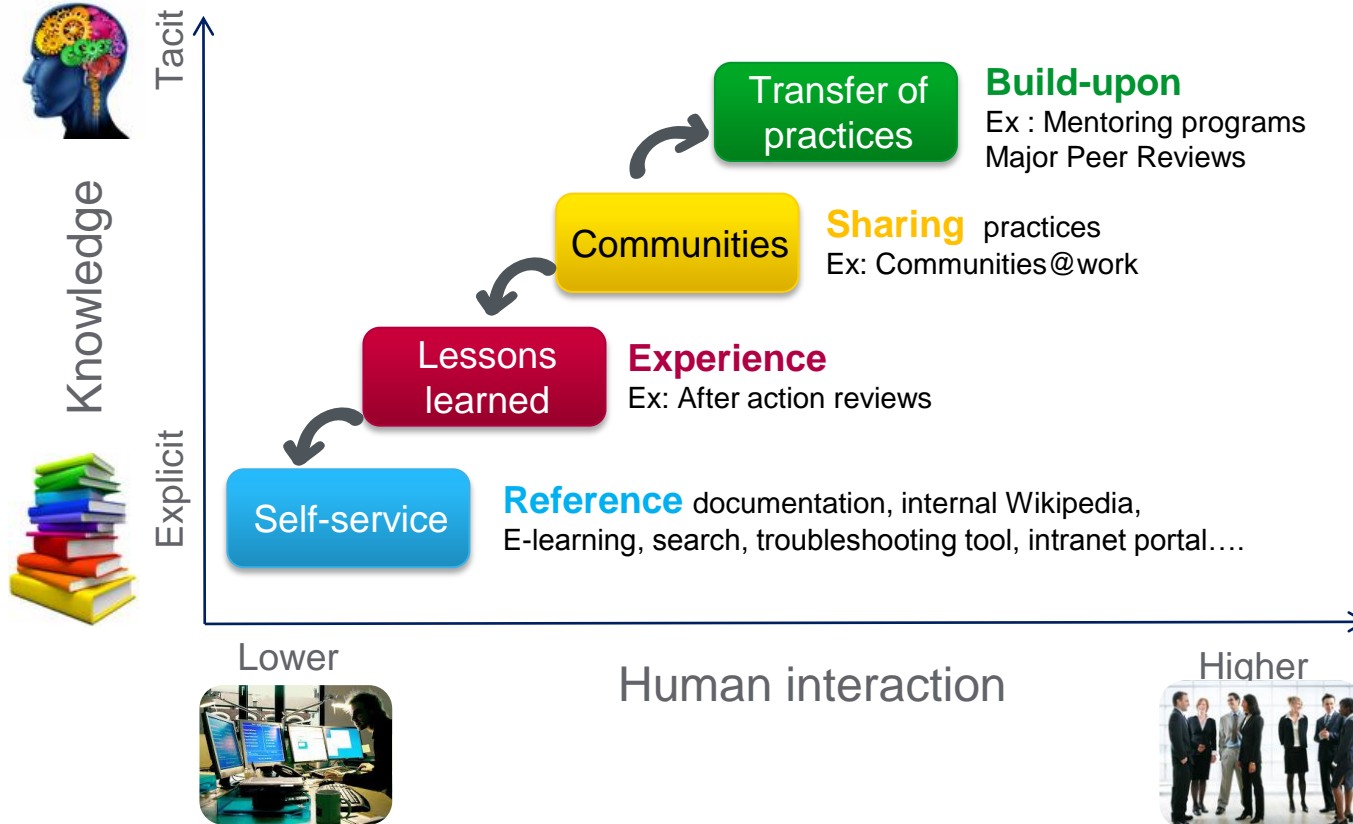 Tacit
Knowledge
Explicit
Transfer of
practices
Build-upon
Ex : Mentoring programs
Major Peer Reviews
Communities
Sharing practices
Ex: Communities@work
Lessons
learned
Experience
Ex: After action reviews
Self-service
Reference documentation, internal Wikipedia,
E-learning, search, troubleshooting tool, intranet portal….
Lower
Human interaction
Higher